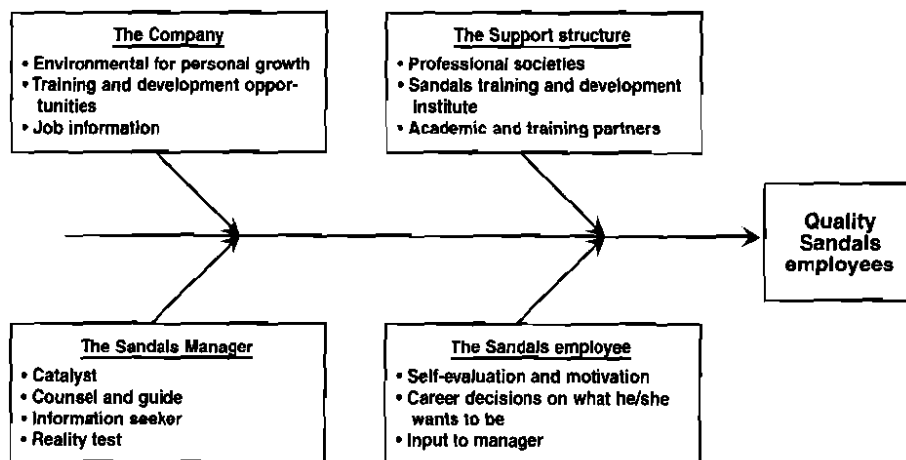 The Company
• Environmental for personal growth
• Training and development oppor-
tunities
• Job information
The Support structure
• Professional societies
• Sandals training and development
institute
• Academic and training partners
Quality
Sandals
employees
The Sandals Manager
• Catalyst
• Counsel and guide
• Information seeker
• Reality test
The Sandals employee
• Self-evaluation and motivation
• Career decisions on what he/she
wants to be
• Input to manager